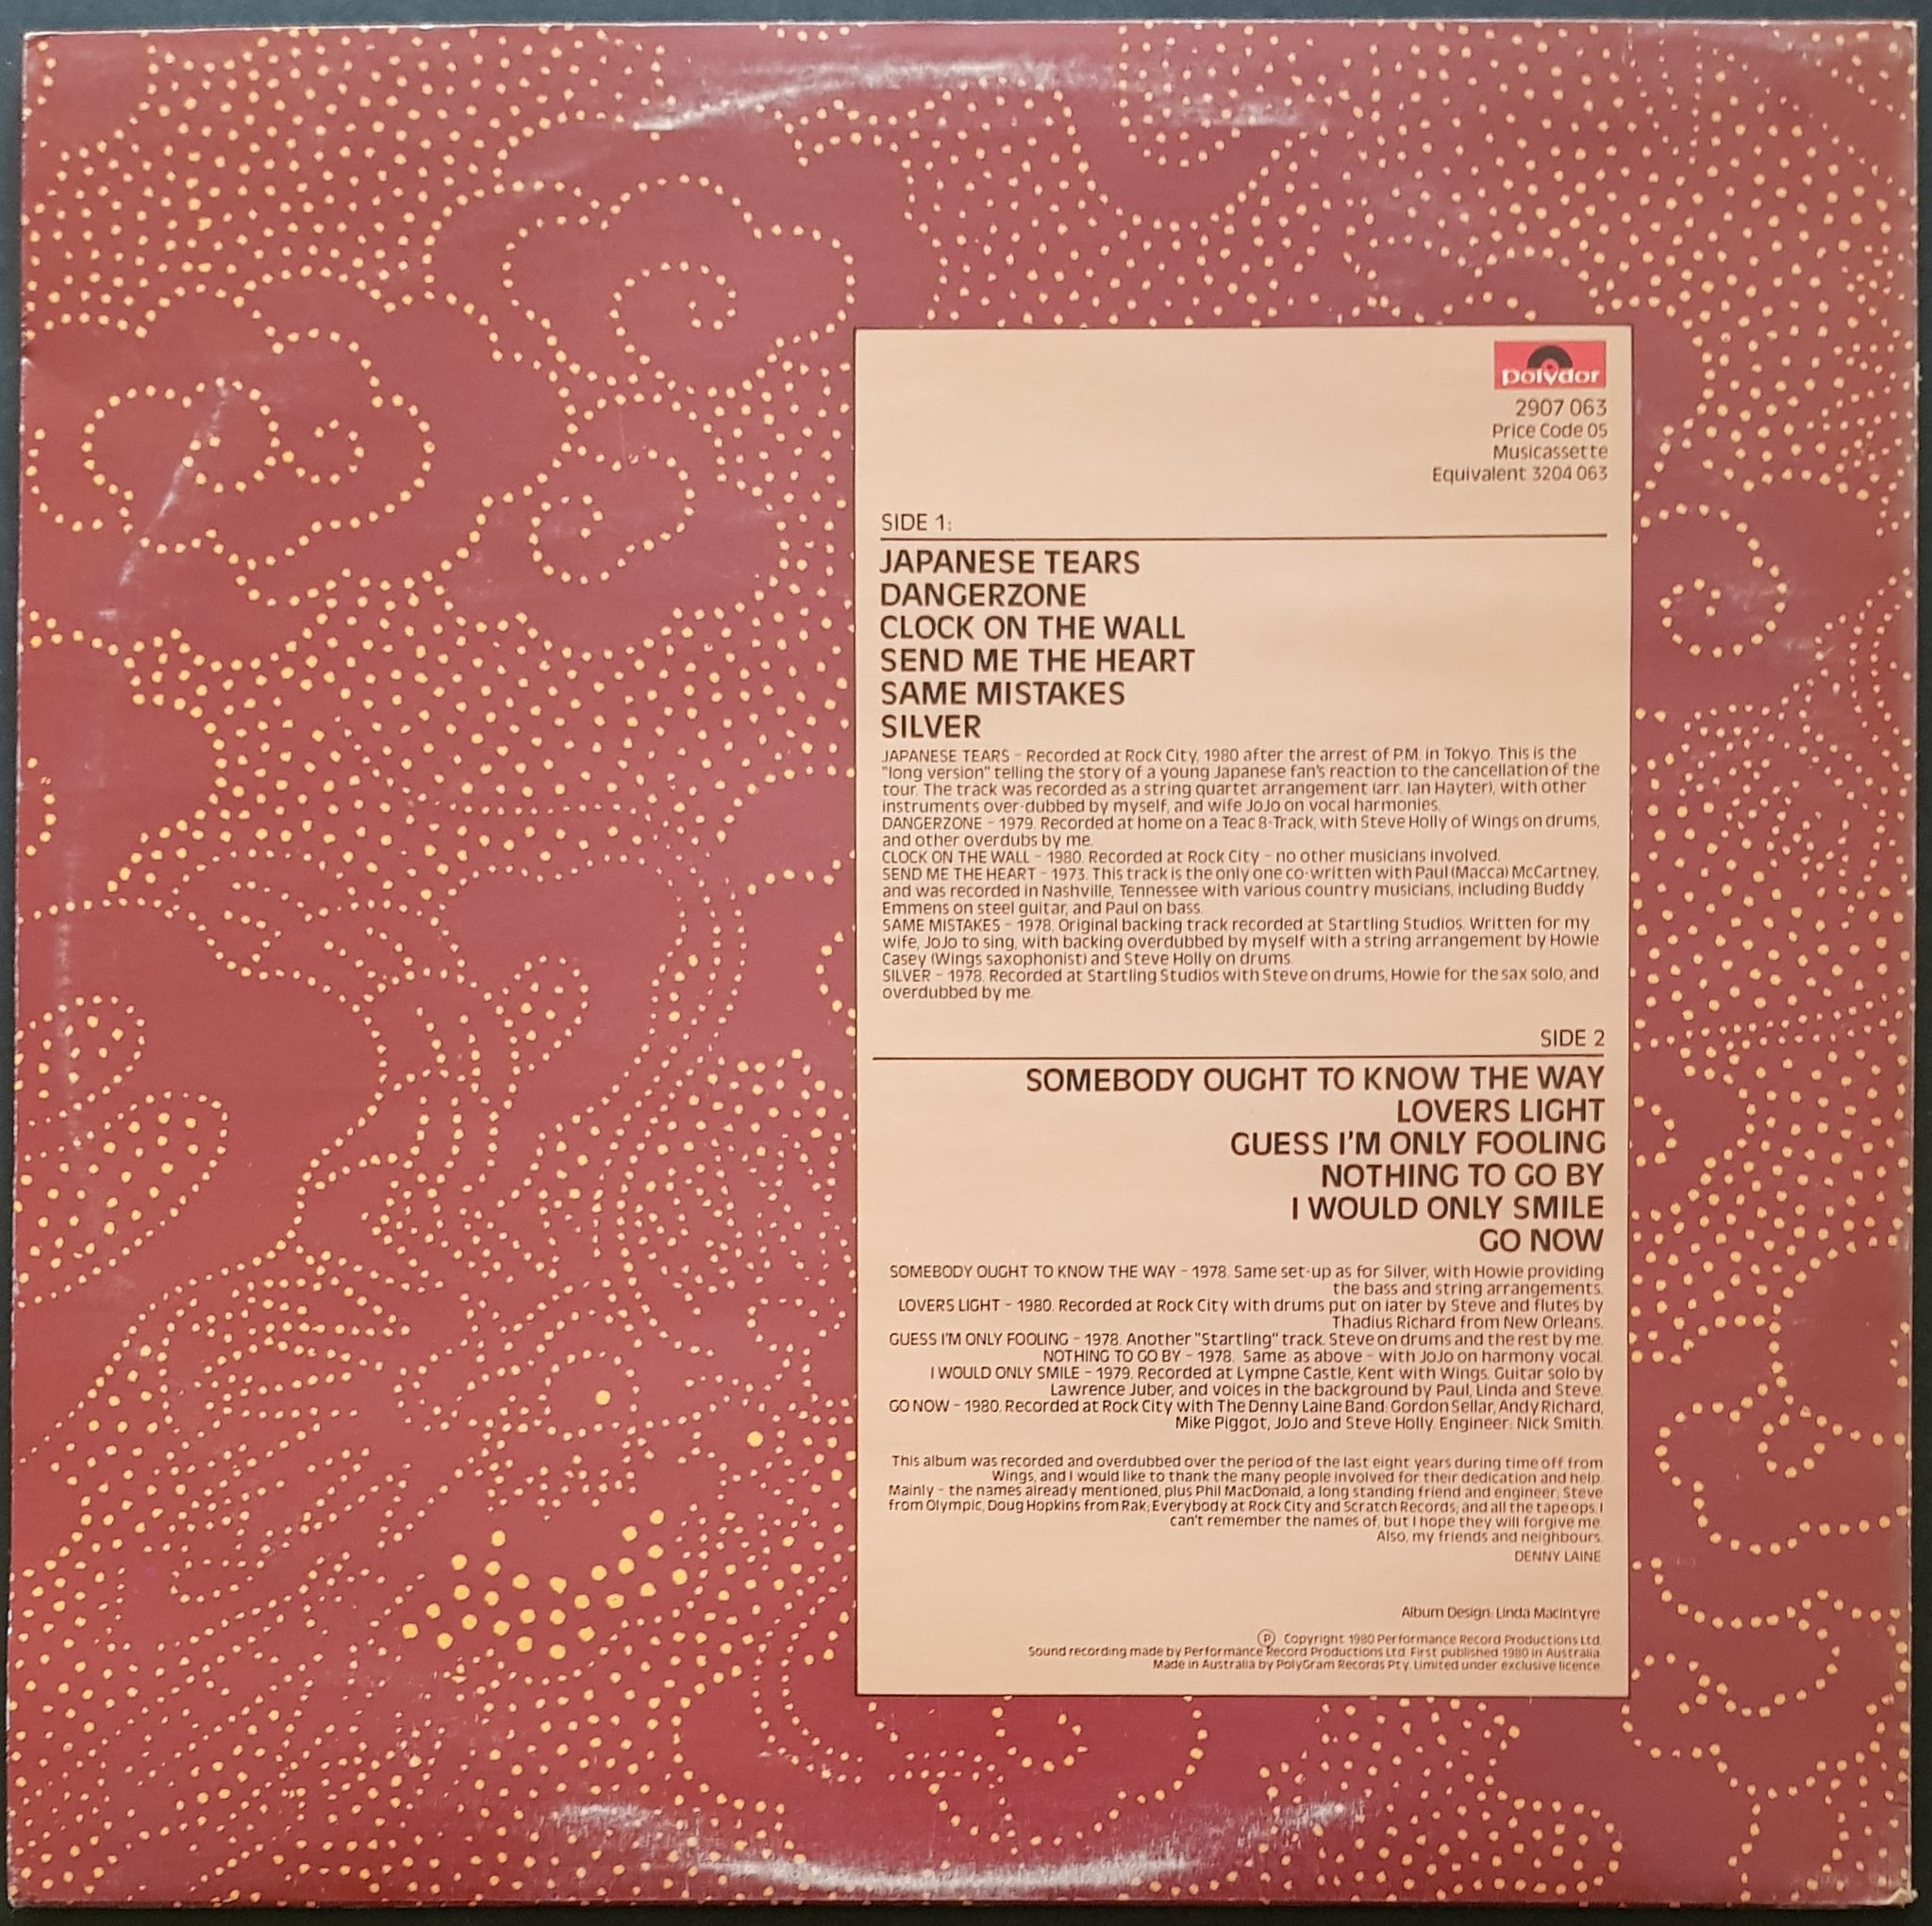 polydor
2907 063
Price Code 05
Musicassette
Equivalent 3204 063
SIDE 1:
JAPANESE TEARS
DANGERZONE
CLOCK ON THE WALL
SEND ME THE HEART
SAME MISTAKES
SILVER
JAPANESE TEARS – Recorded at Rock City, 1980 after the arrest of P.M. in Tokyo. This is the
"long version" telling the story of a young Japanese fan's reaction to the cancellation of the
tour. The track was recorded as a string quartet arrangement (arr. Ian Hayter), with other
instruments over-dubbed by myself, and wife JoJo on vocal harmonies.
DANGERZONE – 1979. Recorded at home on a Teac 8-Track, with Steve Holly of Wings on drums,
and other overdubs by me.
CLOCK ON THE WALL – 1980. Recorded at Rock City – no other musicians involved.
SEND ME THE HEART – 1973. This track is the only one co-written with Paul (Macca) McCartney,
and was recorded in Nashville, Tennessee with various country musicians, including Buddy
Emmens on steel guitar, and Paul on bass.
SAME MISTAKES – 1978. Original backing track recorded at Startling Studios. Written for my
wife, JoJo to sing, with backing overdubbed by myself with a string arrangement by Howie
Casey (Wings saxophonist) and Steve Holly on drums.
SILVER – 1978. Recorded at Startling Studios with Steve on drums, Howie for the sax solo, and
overdubbed by me.
SIDE 2
SOMEBODY OUGHT TO KNOW THE WAY
LOVERS LIGHT
GUESS I'M ONLY FOOLING
NOTHING TO GO BY
I WOULD ONLY SMILE
GO NOW
SOMEBODY OUGHT TO KNOW THE WAY – 1978. Same set-up as for Silver, with Howie providing
the bass and string arrangements.
LOVERS LIGHT – 1980. Recorded at Rock City with drums put on later by Steve and flutes by
Thadius Richard from New Orleans.
GUESS I'M ONLY FOOLING – 1978. Another "Startling" track. Steve on drums and the rest by me.
NOTHING TO GO BY – 1978. Same as above – with JoJo on harmony vocal.
I WOULD ONLY SMILE – 1979. Recorded at Lympne Castle, Kent with Wings. Guitar solo by
Lawrence Juber, and voices in the background by Paul, Linda and Steve.
GO NOW – 1980. Recorded at Rock City with The Denny Laine Band: Gordon Sellar, Andy Richard,
Mike Piggot, JoJo and Steve Holly. Engineer: Nick Smith.
This album was recorded and overdubbed over the period of the last eight years during time off from
Wings, and I would like to thank the many people involved for their dedication and help.
Mainly – the names already mentioned, plus Phil MacDonald, a long standing friend and engineer; Steve
from Olympic, Doug Hopkins from Rak; Everybody at Rock City and Scratch Records; and all the tape ops I
can't remember the names of, but I hope they will forgive me.
Also, my friends and neighbours.
DENNY LAINE
Album Design: Linda MacIntyre
Ⓟ Copyright 1980 Performance Record Productions Ltd.
Sound recording made by Performance Record Productions Ltd. First published 1980 in Australia.
Made in Australia by PolyGram Records Pty. Limited under exclusive licence.